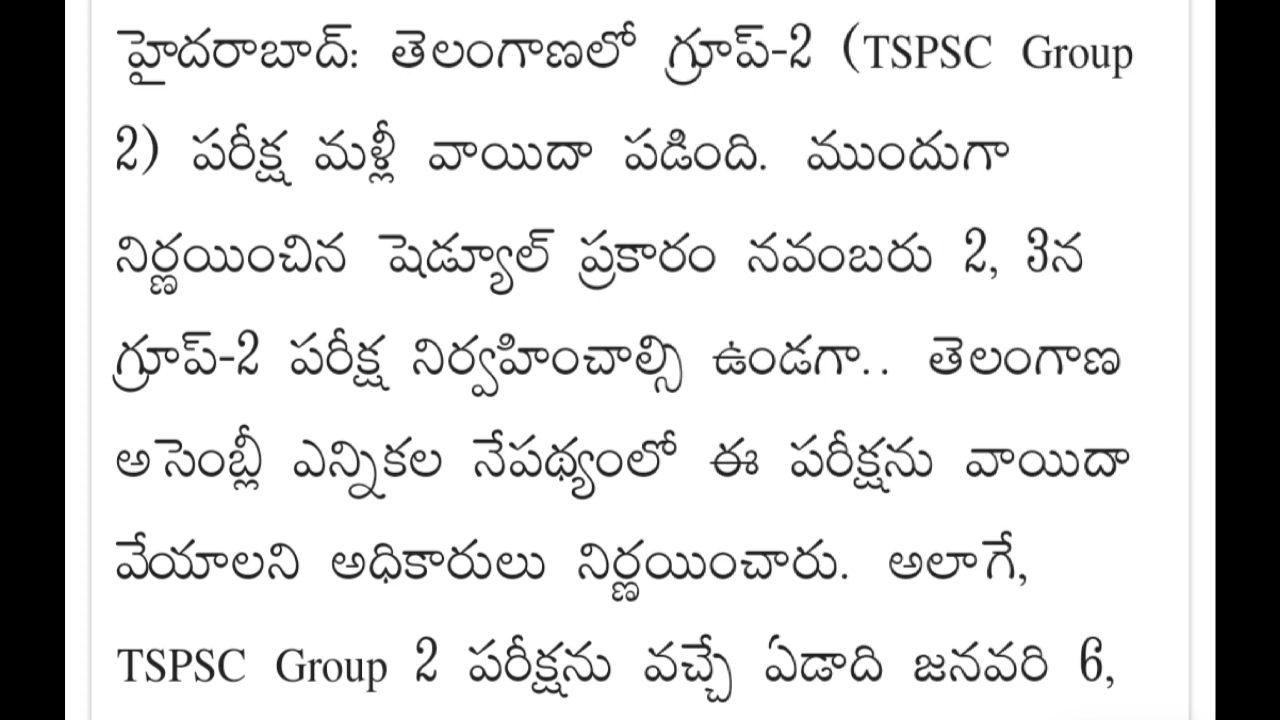 హైదరాబాద్: తెలంగాణలో గ్రూప్-2 (TSPSC Group
2) పరీక్ష మళ్లీ వాయిదా పడింది. ముందుగా
నిర్ణయించిన షెడ్యూల్ ప్రకారం నవంబరు 2, 3న
గ్రూప్-2 పరీక్ష నిర్వహించాల్సి ఉండగా.. తెలంగాణ
అసెంబ్లీ ఎన్నికల నేపథ్యంలో ఈ పరీక్షను వాయిదా
వేయాలని అధికారులు నిర్ణయించారు. అలాగే,
TSPSC Group 2 పరీక్షను వచ్చే ఏడాది జనవరి 6,